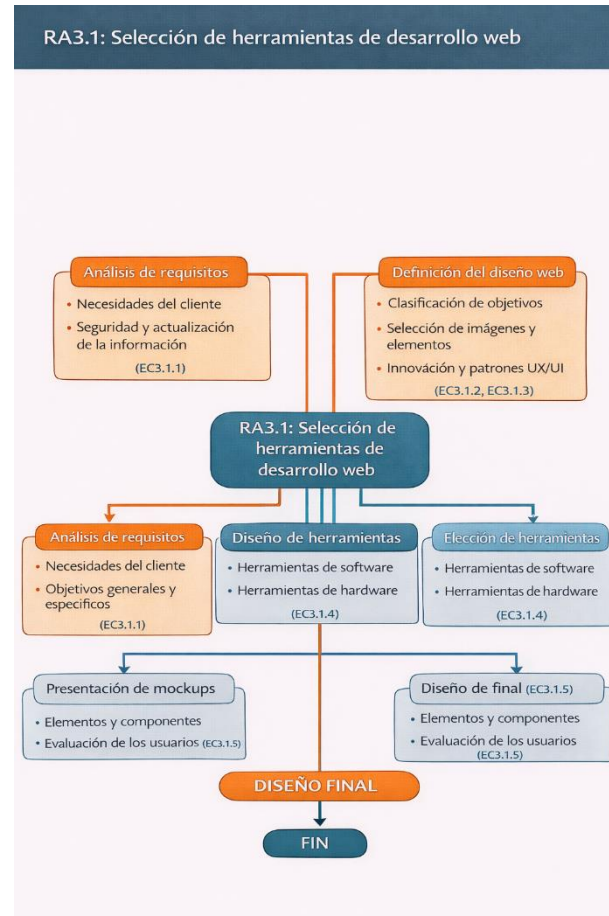 RA3.1: Selección de herramientas de desarrollo web
Análisis de requisitos
• Necesidades del cliente
• Seguridad y actualización
de la información
(EC3.1.1)
Definición del diseño web
• Clasificación de objetivos
• Selección de imágenes y
elementos
• Innováción y patrones UX/UI
(EC3.1.2, EC3.1.3)
RA3.1: Selección de
herramientas de
desarrollo web
Análisis de requisitos
• Necesidades del cliente
• Objetivos generales y
especificos
(EC3.1.1)
Diseño de herramientas
• Herramientas de software
• Herramientas de hardware
(EC3.1.4)
Elección de herramientas
• Herramientas de software
• Herramientas de hardware
(EC3.1.4)
Presentación de mockups
• Elementos y componentes
• Evaluación de los usuarios (EC3.1.5)
Diseño de final (EC3.1.5)
• Elementos y componentes
• Evaluación de los usuarios
(EC3.1.5)
DISEÑO FINAL
FIN